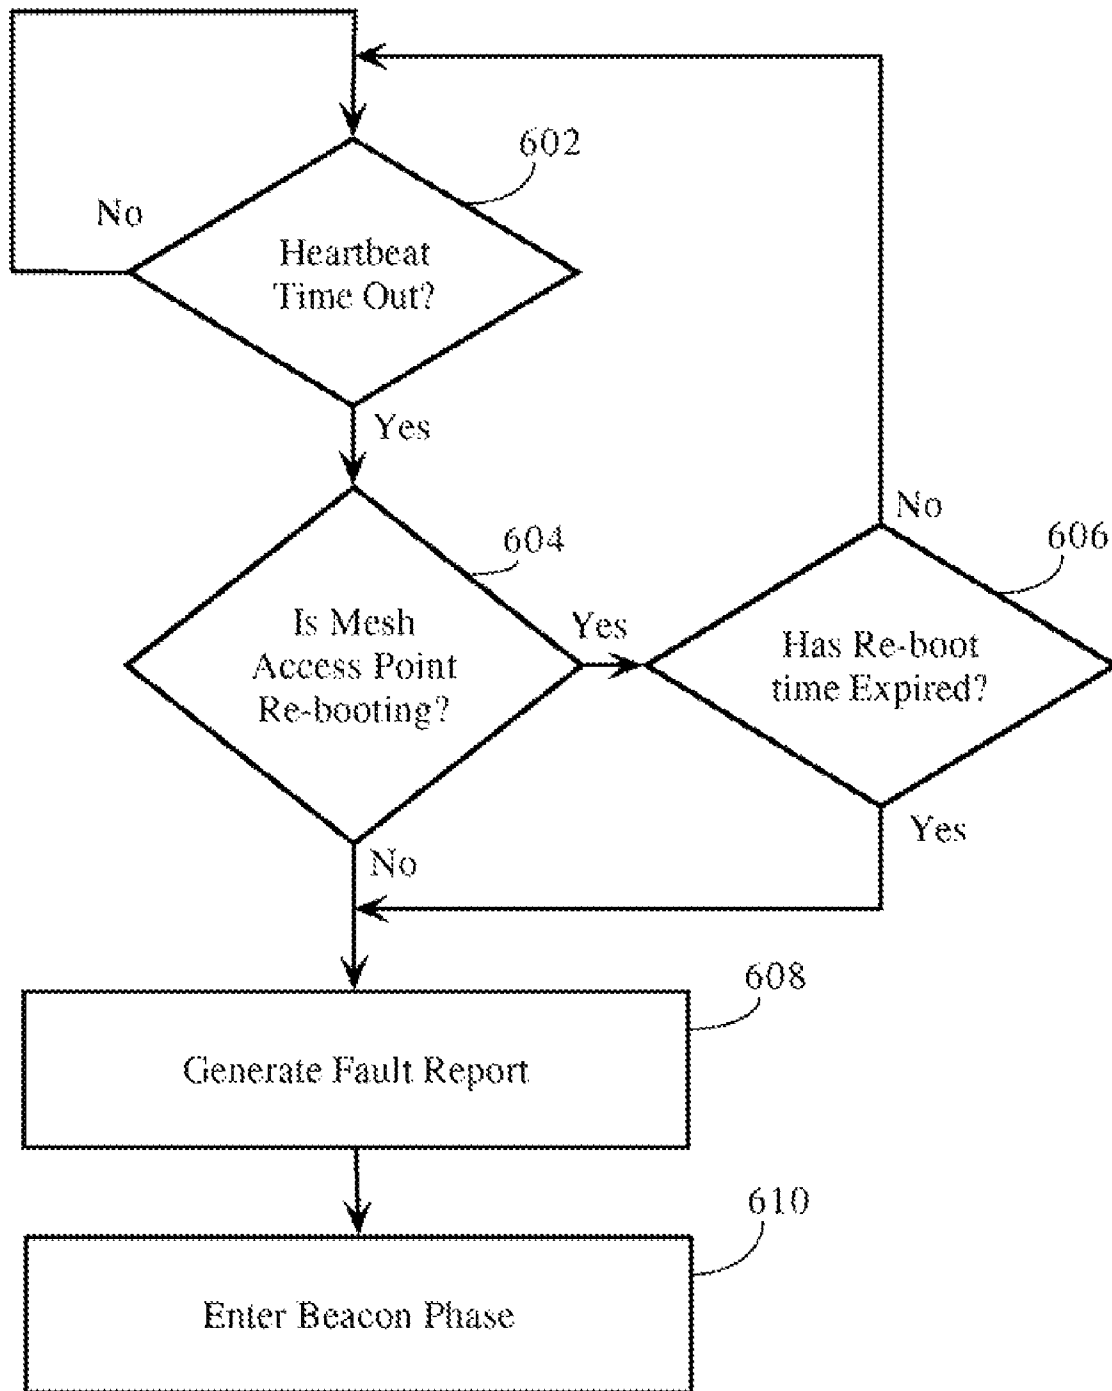 602
No
Heartbeat
Time Out?
Yes
No
604
606
Is Mesh
Access Point
Re-booting?
Yes
Has Re-boot
time Expired?
Yes
No
608
Generate Fault Report
610
Enter Beacon Phase